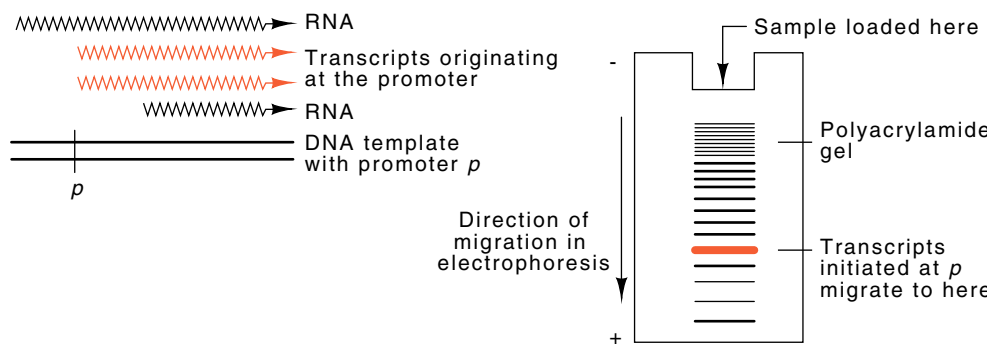 RNA
Transcripts originating
at the promoter
RNA
DNA template
with promoter p
p
Sample loaded here
-
Polyacrylamide
gel
Direction of
migration in
electrophoresis
Transcripts
initiated at p
migrate to here
+